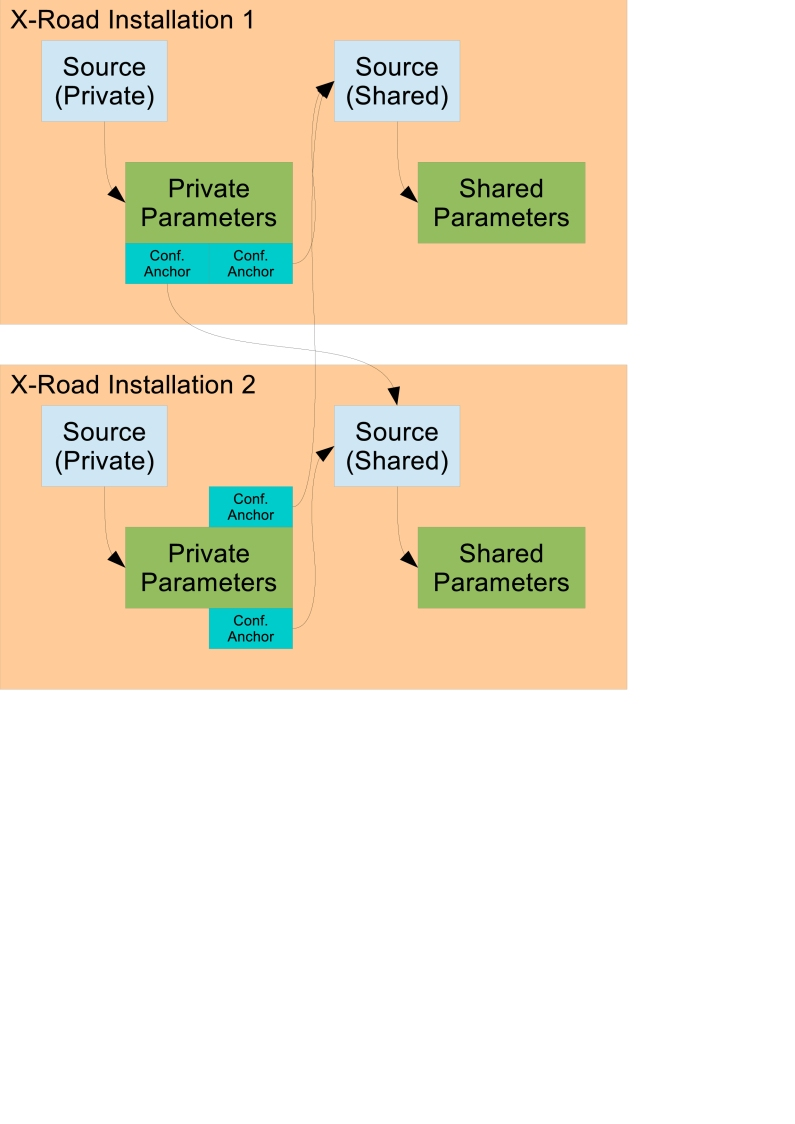 X-Road Installation 1
Source
(Private)
Source
(Shared)
Private
Parameters
Shared
Parameters
Conf.
Anchor
Conf.
Anchor
X-Road Installation 2
Source
(Private)
Source
(Shared)
Conf.
Anchor
Private
Parameters
Shared
Parameters
Conf.
Anchor